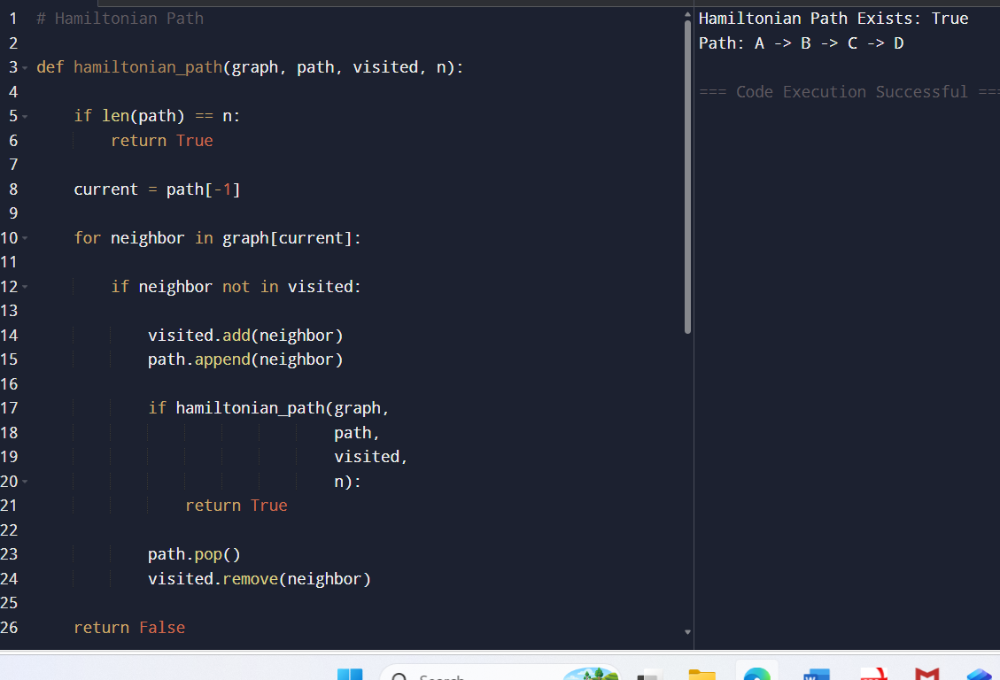 1 # Hamiltonian Path
2
3 def hamiltonian_path(graph, path, visited, n):
4
5     if len(path) == n:
6         return True
7
8     current = path[-1]
9
10     for neighbor in graph[current]:
11
12         if neighbor not in visited:
13
14             visited.add(neighbor)
15             path.append(neighbor)
16
17             if hamiltonian_path(graph,
18                                 path,
19                                 visited,
20                                 n):
21                 return True
22
23             path.pop()
24             visited.remove(neighbor)
25
26     return False
Hamiltonian Path Exists: True
Path: A -> B -> C -> D
=== Code Execution Successful ===
Search